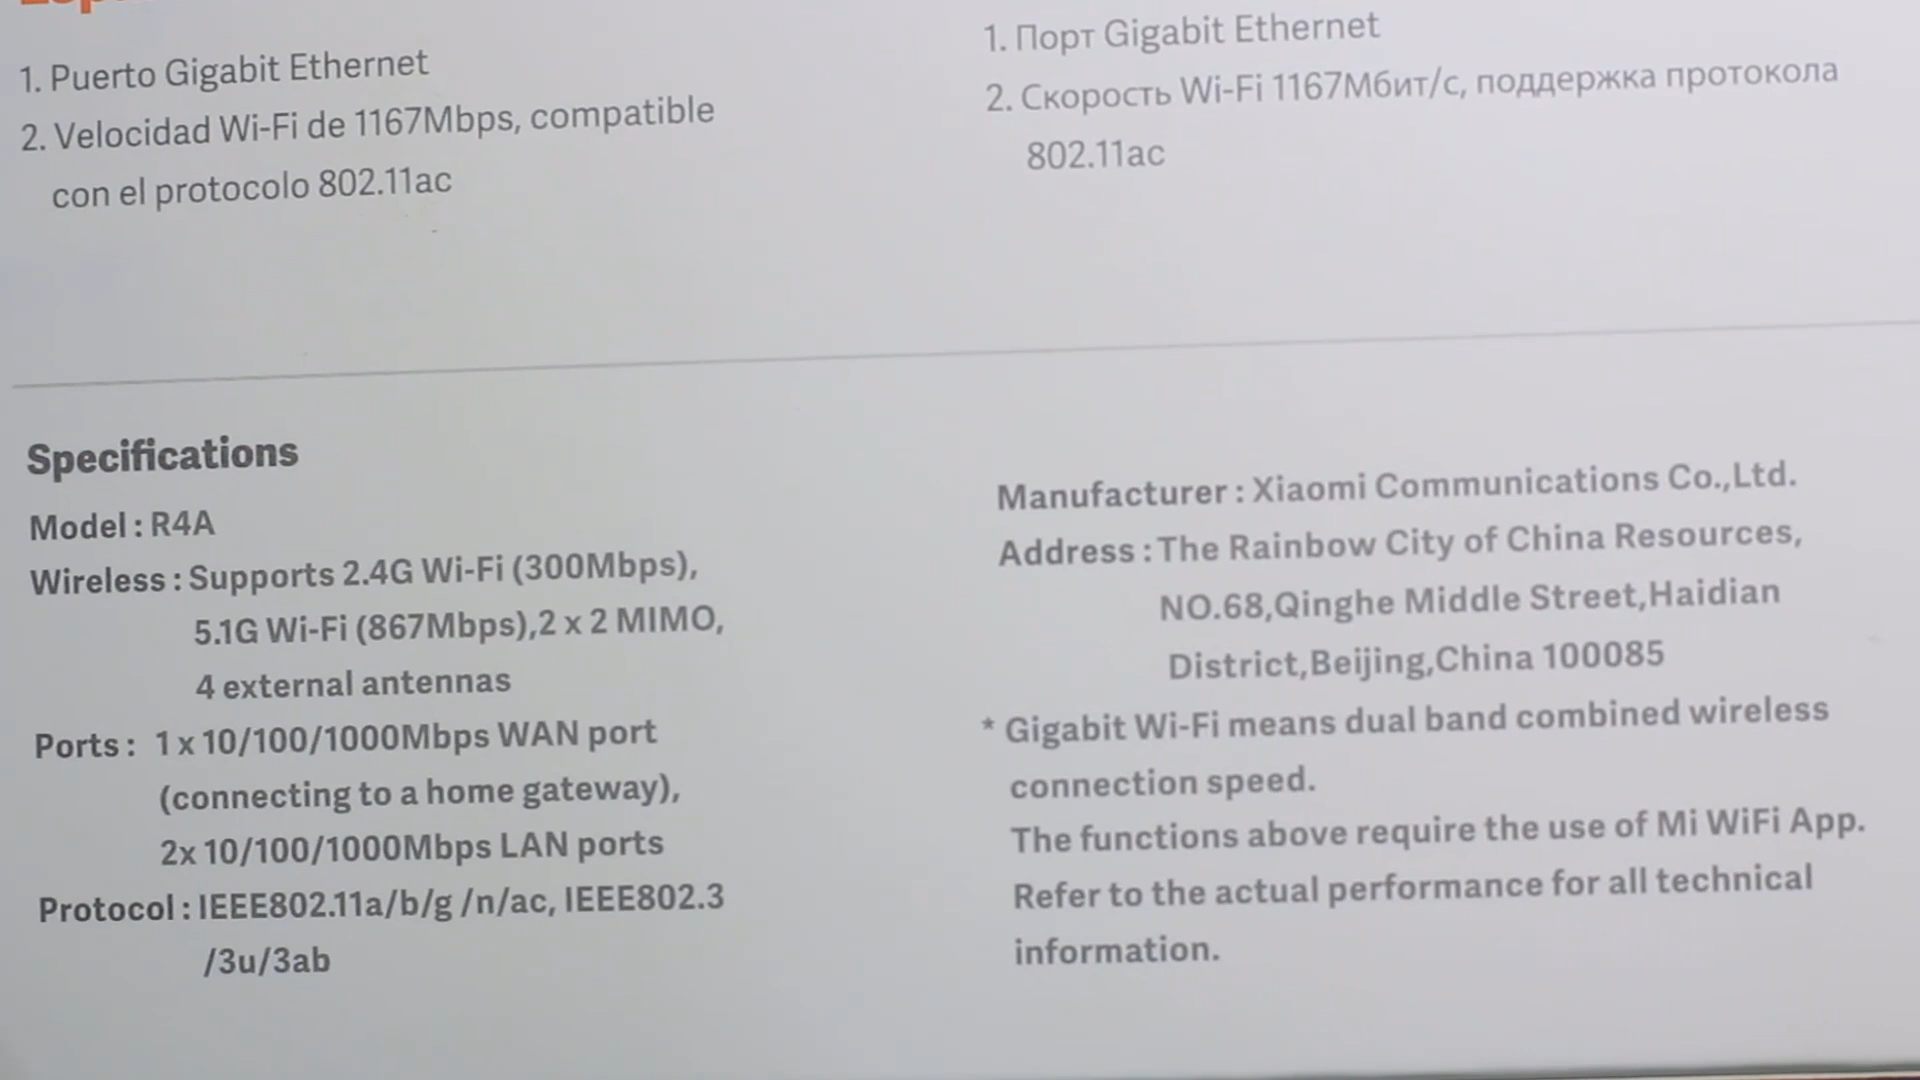 1. Puerto Gigabit Ethernet
2. Velocidad Wi-Fi de 1167Mbps, compatible
con el protocolo 802.11ac
1. Порт Gigabit Ethernet
2. Скорость Wi-Fi 1167Мбит/с, поддержка протокола
802.11ac
Specifications
Model : R4A
Wireless : Supports 2.4G Wi-Fi (300Mbps),
5.1G Wi-Fi (867Mbps),2 x 2 MIMO,
4 external antennas
Ports : 1 x 10/100/1000Mbps WAN port
(connecting to a home gateway),
2x 10/100/1000Mbps LAN ports
Protocol : IEEE802.11a/b/g /n/ac, IEEE802.3
/3u/3ab
Manufacturer : Xiaomi Communications Co.,Ltd.
Address : The Rainbow City of China Resources,
NO.68,Qinghe Middle Street,Haidian
District,Beijing,China 100085
* Gigabit Wi-Fi means dual band combined wireless
connection speed.
The functions above require the use of Mi WiFi App.
Refer to the actual performance for all technical
information.